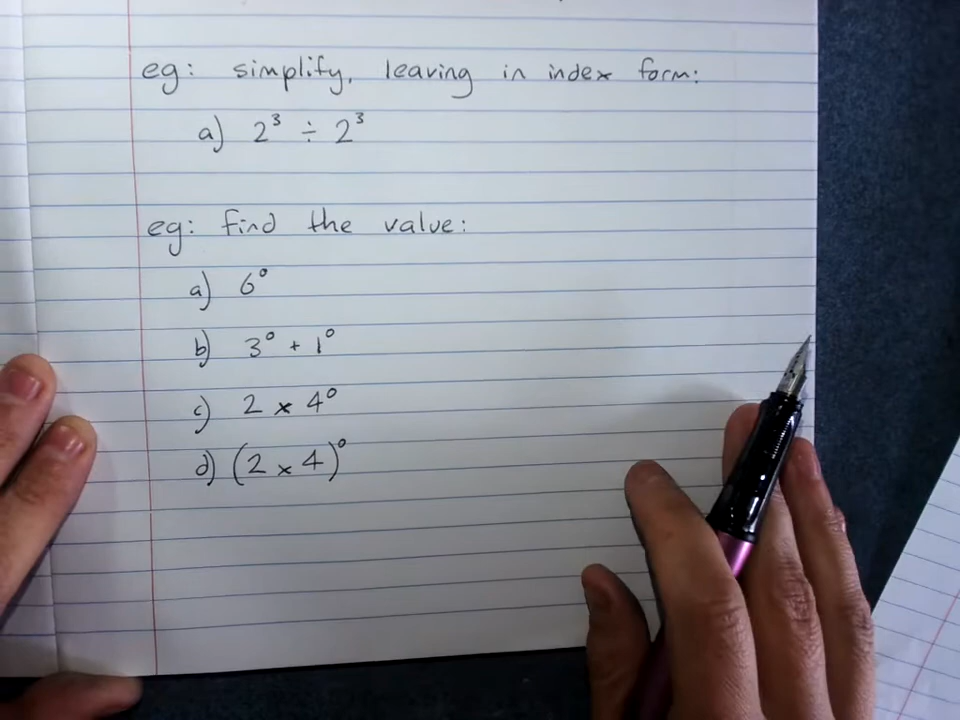 eg: simplify, leaving in index form:
a) 2³ ÷ 2³
eg: find the value:
a) 6⁰
b) 3⁰ + 1⁰
c) 2 × 4⁰
d) (2 × 4)⁰